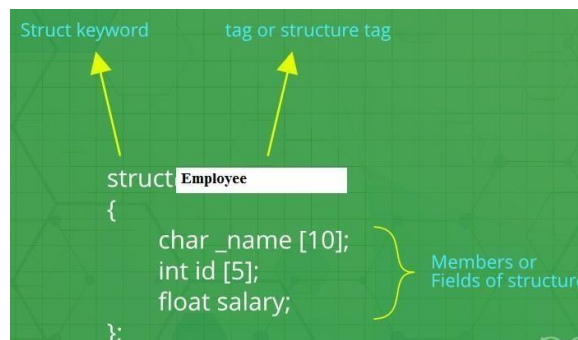 Struct keyword
tag or structure tag
struct Employee
{
char _name [10];
int id [5];
float salary;
Members or
Fields of structure
};